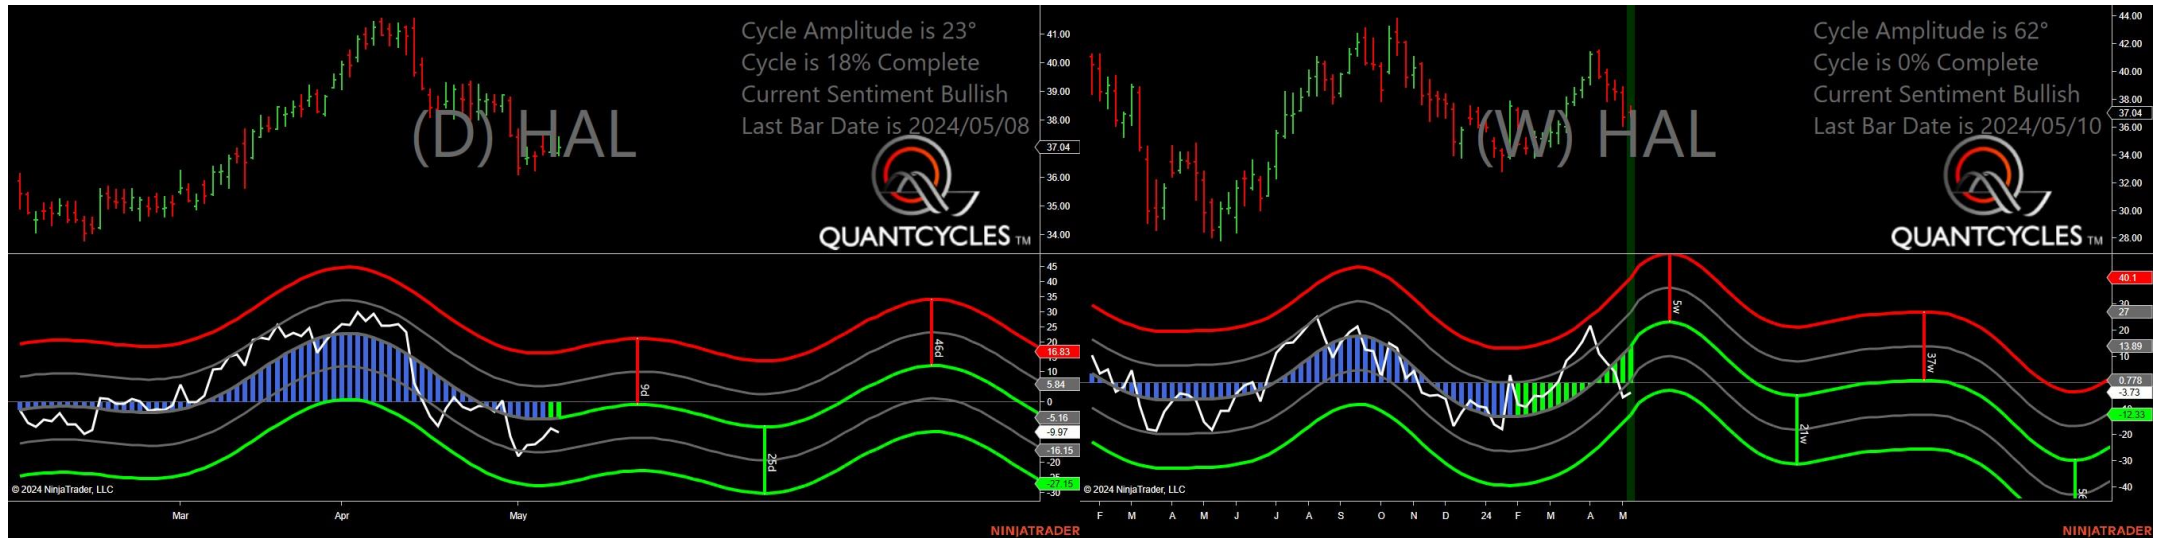 Cycle Amplitude is 23°
Cycle is 18% Complete
Current Sentiment Bullish
Last Bar Date is 2024/05/08
(D) HAL
QUANTCYCLES TM
41.00
40.00
39.00
38.00
37.04
36.00
35.00
34.00
45
40
35
30
25
20
16.83
15
10
5.84
0
-5.16
-9.97
-16.15
-20
-27.15
-30
9d
25d
46d
© 2024 NinjaTrader, LLC
Mar
Apr
May
NINJATRADER
Cycle Amplitude is 62°
Cycle is 0% Complete
Current Sentiment Bullish
Last Bar Date is 2024/05/10
(W) HAL
QUANTCYCLES TM
44.00
42.00
40.00
38.00
37.04
36.00
34.00
32.00
30.00
28.00
40.1
30
27
20
13.89
10
0.778
-3.73
-12.33
-20
-30
-40
5w
21w
37w
© 2024 NinjaTrader, LLC
F
M
A
M
J
J
A
S
O
N
D
24
F
M
A
M
NINJATRADER